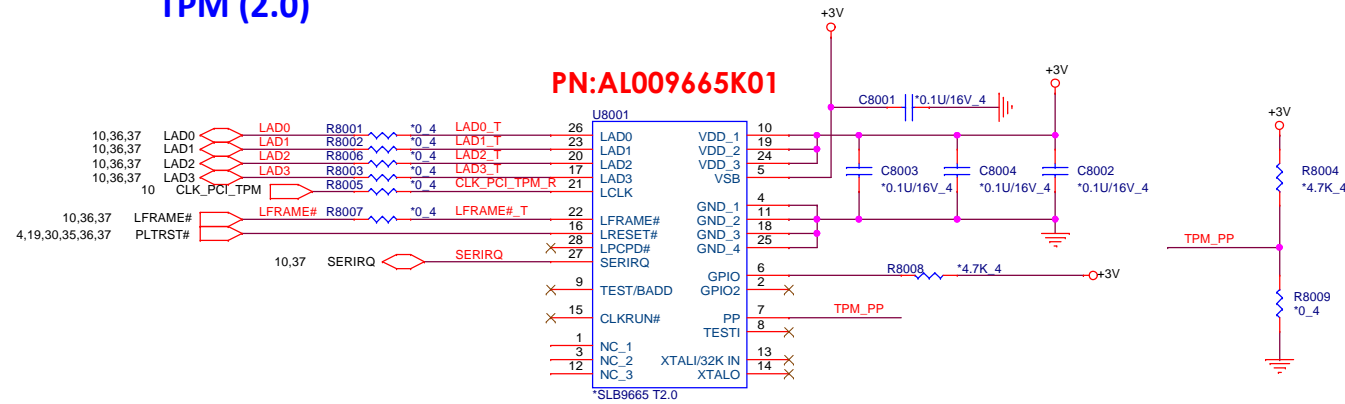 TPM (2.0)
+3V
PN:AL009665K01
+3V
C8001 *0.1U/16V_4
+3V
U8001
10,36,37 LAD0 LAD0 R8001 *0_4 LAD0_T 26 LAD0 VDD_1 10
10,36,37 LAD1 LAD1 R8002 *0_4 LAD1_T 23 LAD1 VDD_2 19
10,36,37 LAD2 LAD2 R8006 *0_4 LAD2_T 20 LAD2 VDD_3 24
10,36,37 LAD3 LAD3 R8003 *0_4 LAD3_T 17 LAD3 VSB 5
10 CLK_PCI_TPM R8005 *0_4 CLK_PCI_TPM_R 21 LCLK
C8003 C8004 C8002 R8004
*0.1U/16V_4 *0.1U/16V_4 *0.1U/16V_4 *4.7K_4
GND_1 4
10,36,37 LFRAME# LFRAME# R8007 *0_4 LFRAME#_T 22 LFRAME# GND_2 11
4,19,30,35,36,37 PLTRST# 16 LRESET# GND_3 18
28 LPCPD# GND_4 25
TPM_PP
10,37 SERIRQ SERIRQ 27 SERIRQ
GPIO 6 R8008 *4.7K_4 +3V
9 TEST/BADD GPIO2 2
R8009
*0_4
15 CLKRUN# PP 7 TPM_PP
TESTI 8
1 NC_1
3 NC_2 XTALI/32K IN 13
12 NC_3 XTALO 14
*SLB9665 T2.0